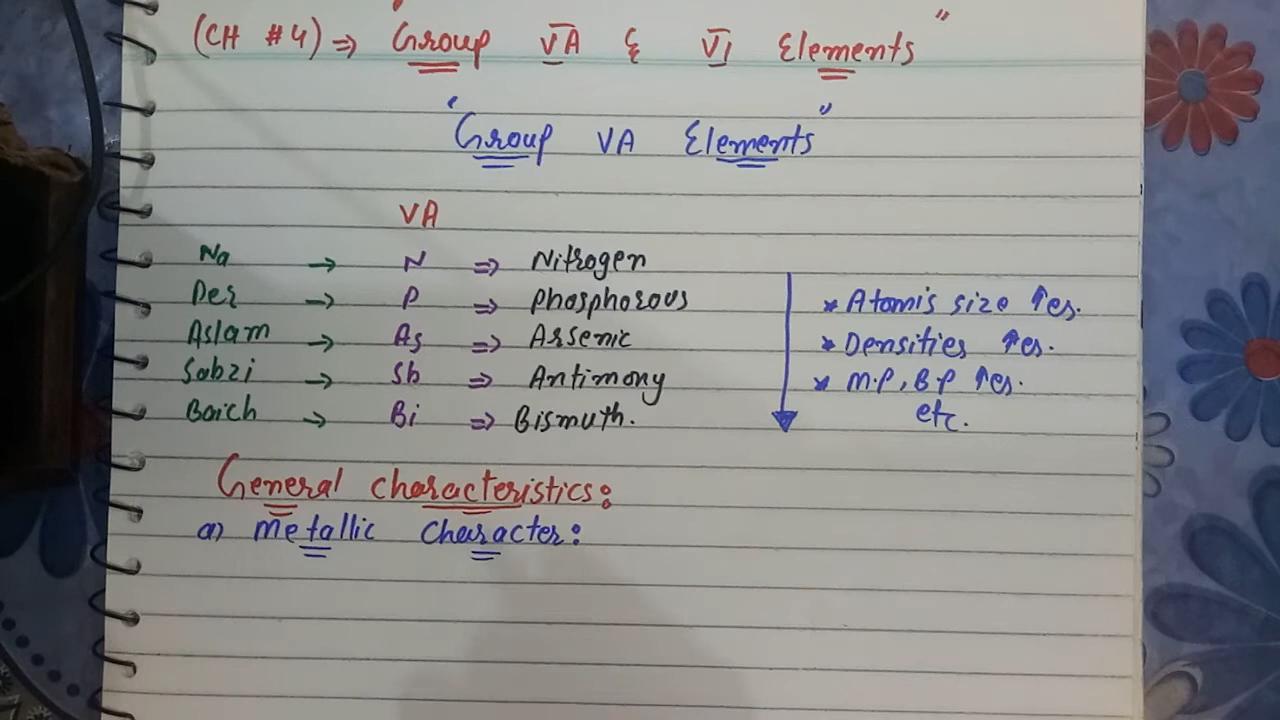 (CH #4) ⇒ "Group VA & VI Elements"
"Group VA Elements"
VA
Na → N ⇒ Nitrogen
Per → P ⇒ Phosphorous
Aslam → As ⇒ Arsenic
Sabzi → Sb ⇒ Antimony
Baich → Bi ⇒ Bismuth.
* Atomis size ↑es.
* Densities ↑es.
* M.P, B.P ↑es.
etc.
General characteristics:
a) Metallic Character: